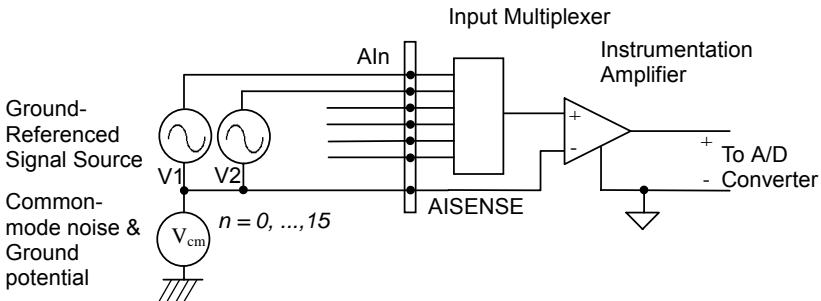 Input Multiplexer
AIn
Instrumentation
Amplifier
Ground-
Referenced
Signal Source
+
-
+
-
To A/D
Converter
V1
V2
AISENSE
Common-
mode noise &
Ground
potential
Vcm
n = 0, ...,15